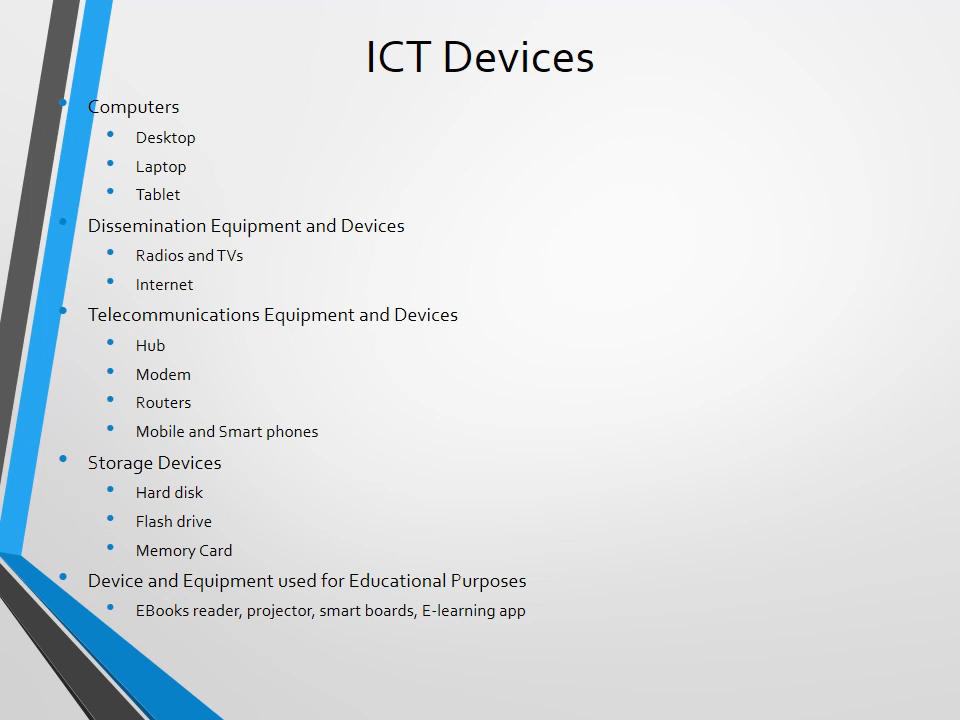 ICT Devices
• Computers
• Desktop
• Laptop
• Tablet
• Dissemination Equipment and Devices
• Radios and TVs
• Internet
• Telecommunications Equipment and Devices
• Hub
• Modem
• Routers
• Mobile and Smart phones
• Storage Devices
• Hard disk
• Flash drive
• Memory Card
• Device and Equipment used for Educational Purposes
• EBooks reader, projector, smart boards, E-learning app